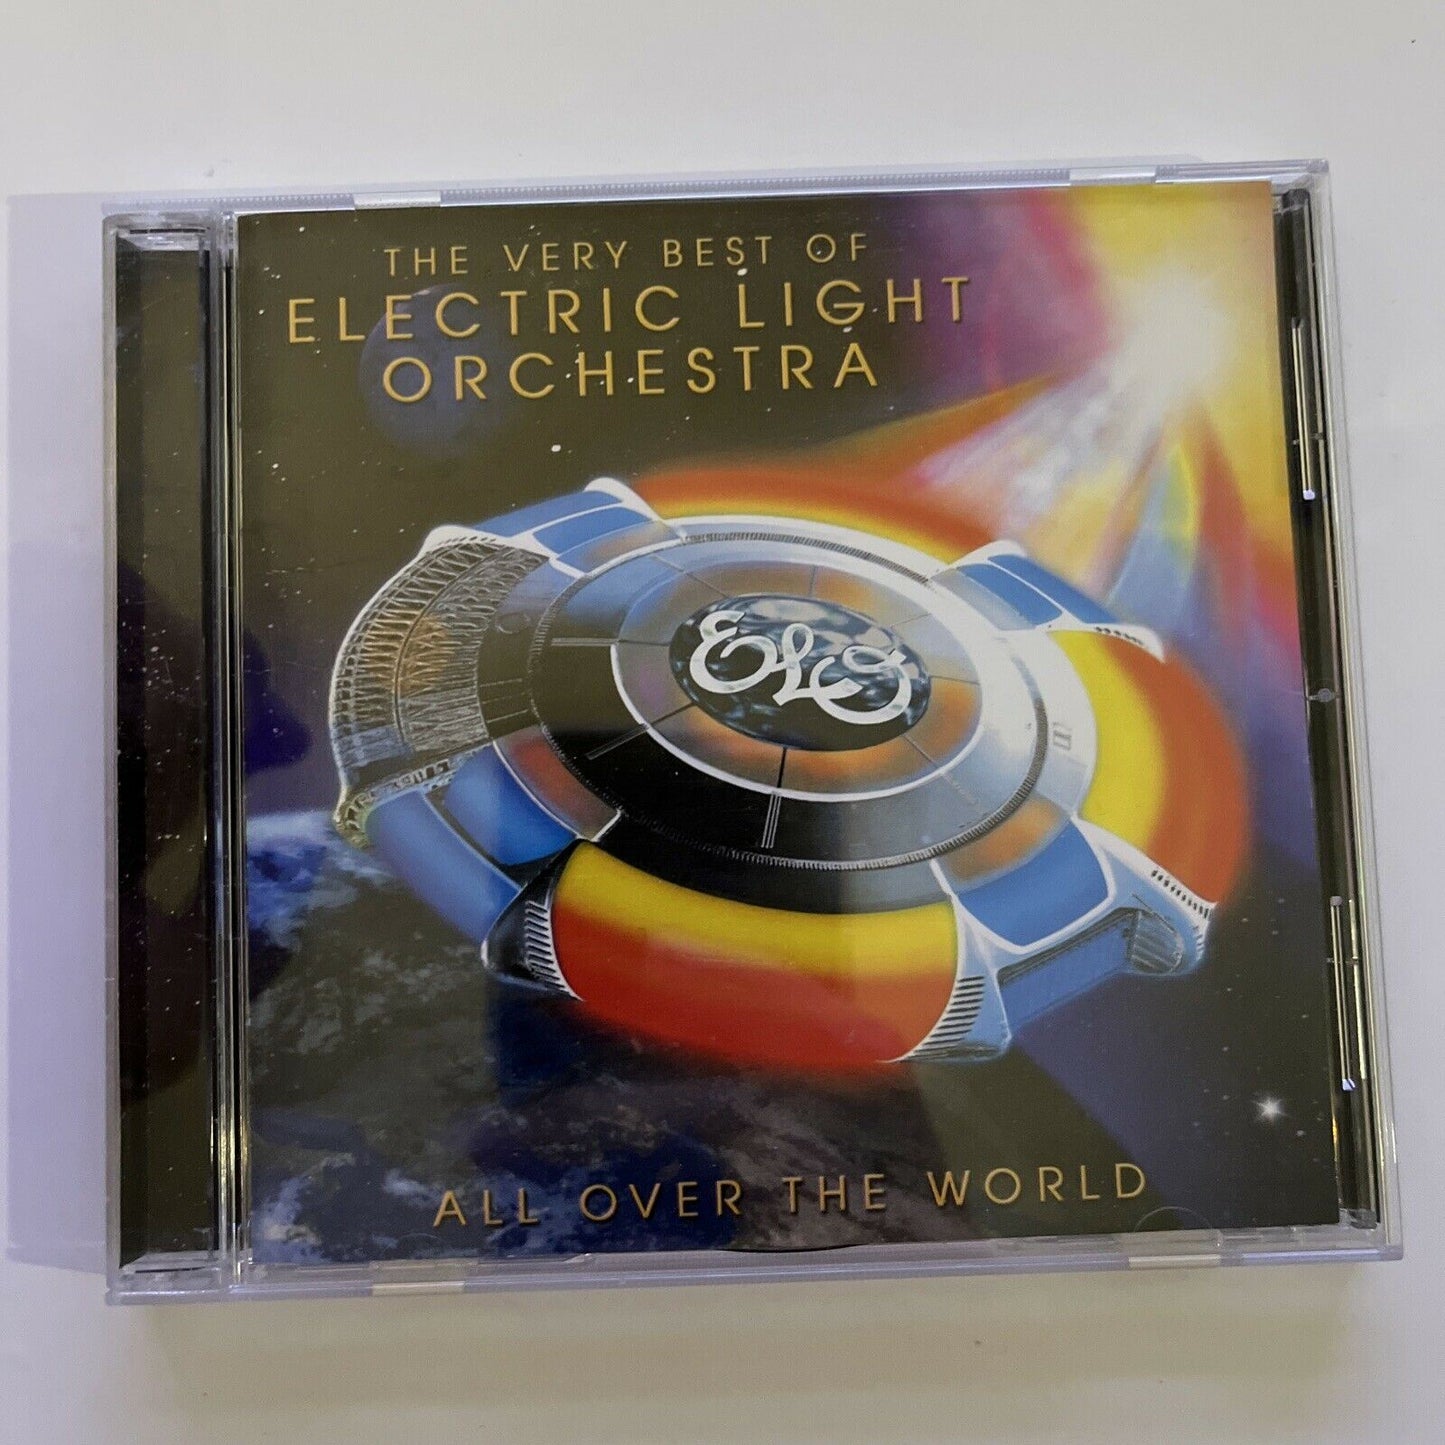 THE VERY BEST OF
ELECTRIC LIGHT
ORCHESTRA
ELO
ALL OVER THE WORLD